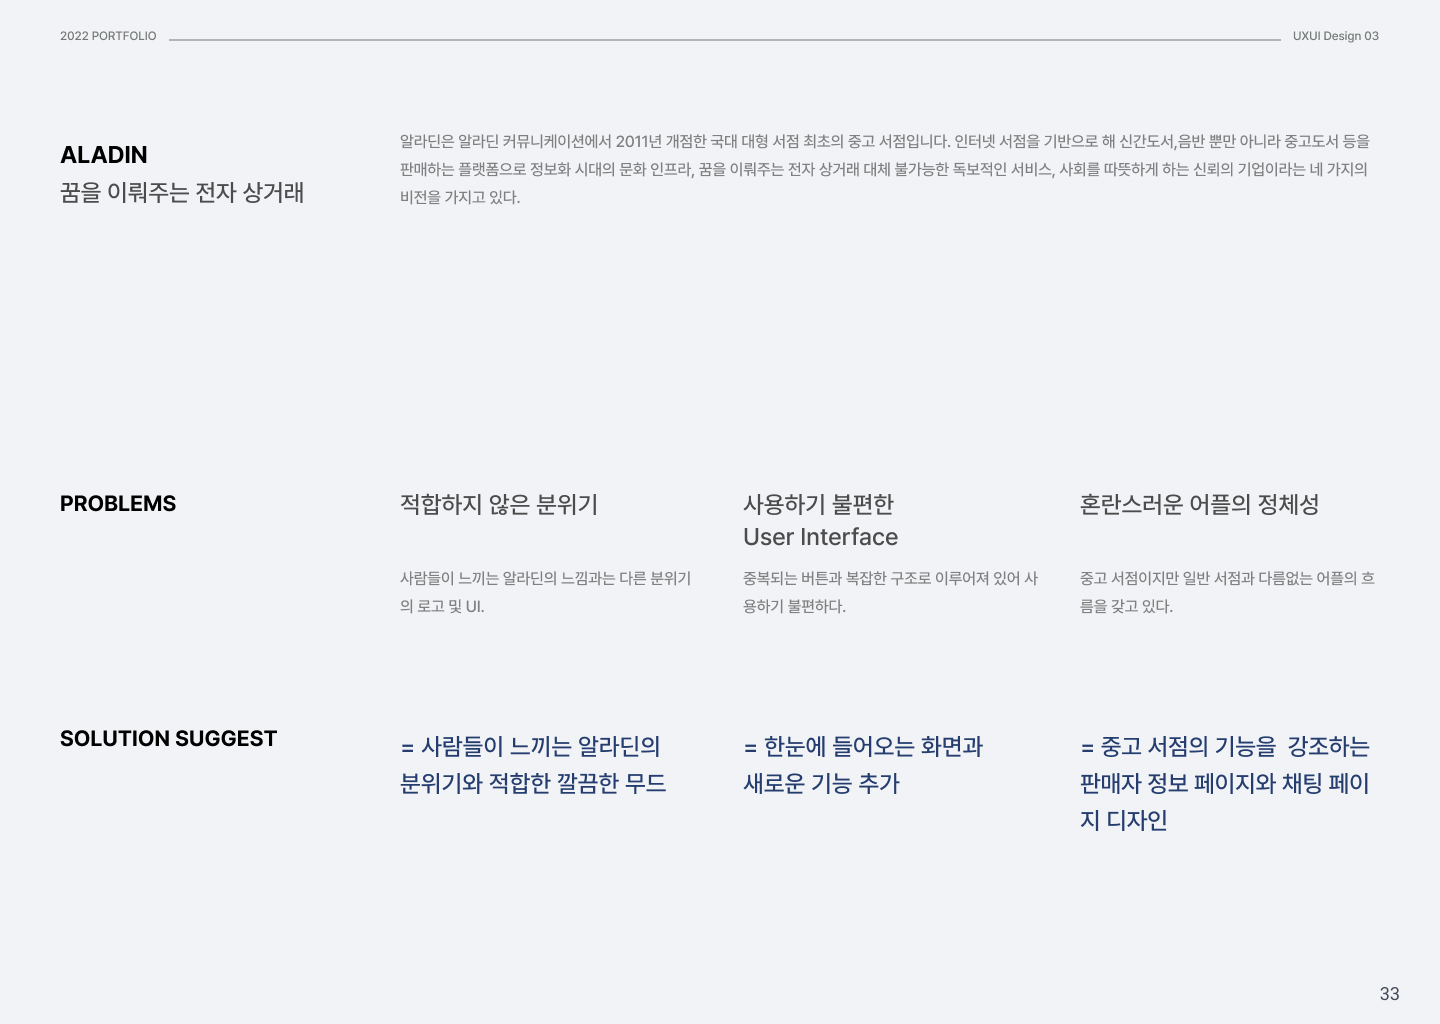 2022 PORTFOLIO
UXUI Design 03
ALADIN
꿈을 이뤄주는 전자 상거래
알라딘은 알라딘 커뮤니케이션에서 2011년 개점한 국대 대형 서점 최초의 중고 서점입니다. 인터넷 서점을 기반으로 해 신간도서,음반 뿐만 아니라 중고도서 등을
판매하는 플랫폼으로 정보화 시대의 문화 인프라, 꿈을 이뤄주는 전자 상거래 대체 불가능한 독보적인 서비스, 사회를 따뜻하게 하는 신뢰의 기업이라는 네 가지의
비전을 가지고 있다.
PROBLEMS
적합하지 않은 분위기
사람들이 느끼는 알라딘의 느낌과는 다른 분위기
의 로고 및 UI.
사용하기 불편한
User Interface
중복되는 버튼과 복잡한 구조로 이루어져 있어 사
용하기 불편하다.
혼란스러운 어플의 정체성
중고 서점이지만 일반 서점과 다름없는 어플의 흐
름을 갖고 있다.
SOLUTION SUGGEST
= 사람들이 느끼는 알라딘의
분위기와 적합한 깔끔한 무드
= 한눈에 들어오는 화면과
새로운 기능 추가
= 중고 서점의 기능을 강조하는
판매자 정보 페이지와 채팅 페이
지 디자인
33